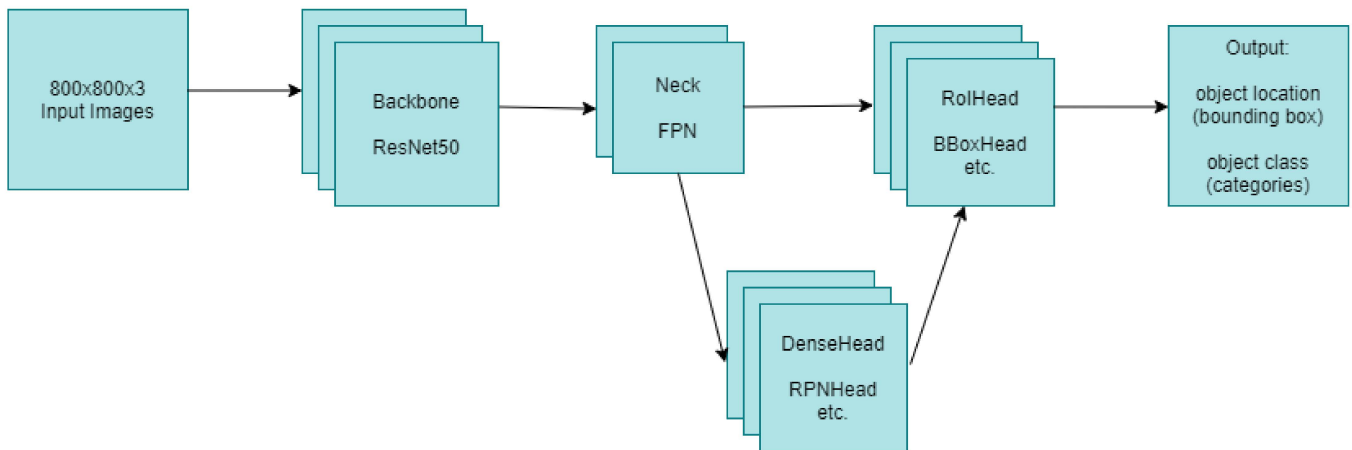 800x800x3
Input Images
Backbone
ResNet50
Neck
FPN
RoIHead
BBoxHead
etc.
Output:
object location
(bounding box)
object class
(categories)
DenseHead
RPNHead
etc.